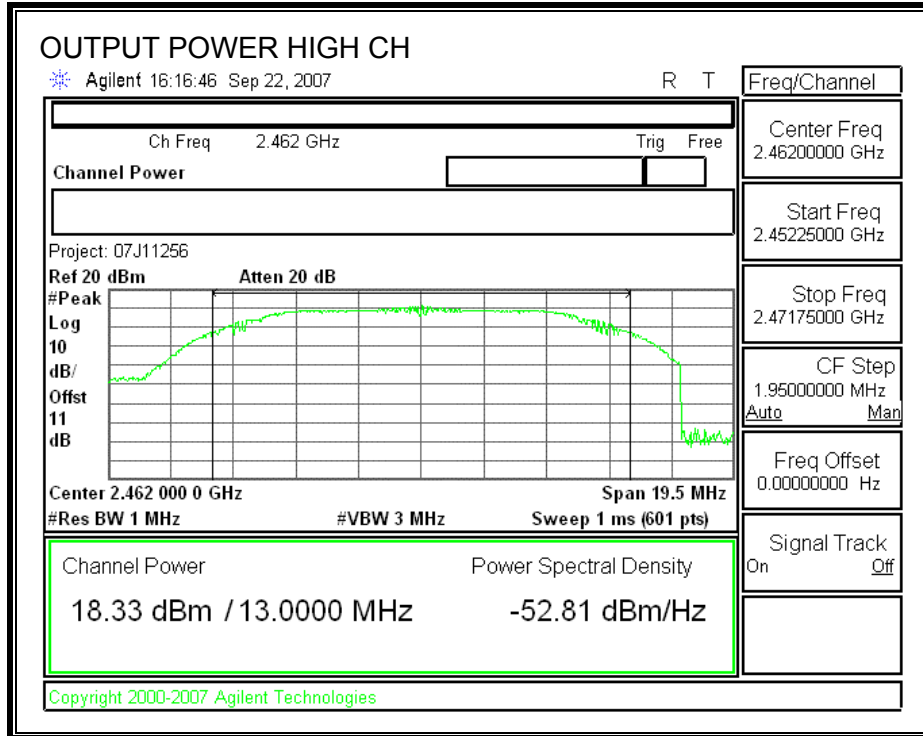 OUTPUT POWER HIGH CH
Agilent 16:16:46 Sep 22, 2007 R T
Freq/Channel
Ch Freq 2.462 GHz Trig Free
Channel Power
Center Freq
2.46200000 GHz
Start Freq
2.45225000 GHz
Project: 07J11256
Ref 20 dBm Atten 20 dB
#Peak
Log
10
dB/
Offst
11
dB
Stop Freq
2.47175000 GHz
CF Step
1.95000000 MHz
Auto Man
Freq Offset
0.00000000 Hz
Center 2.462 000 0 GHz Span 19.5 MHz
#Res BW 1 MHz #VBW 3 MHz Sweep 1 ms (601 pts)
Signal Track
On Off
Channel Power Power Spectral Density
18.33 dBm / 13.0000 MHz -52.81 dBm/Hz
Copyright 2000-2007 Agilent Technologies